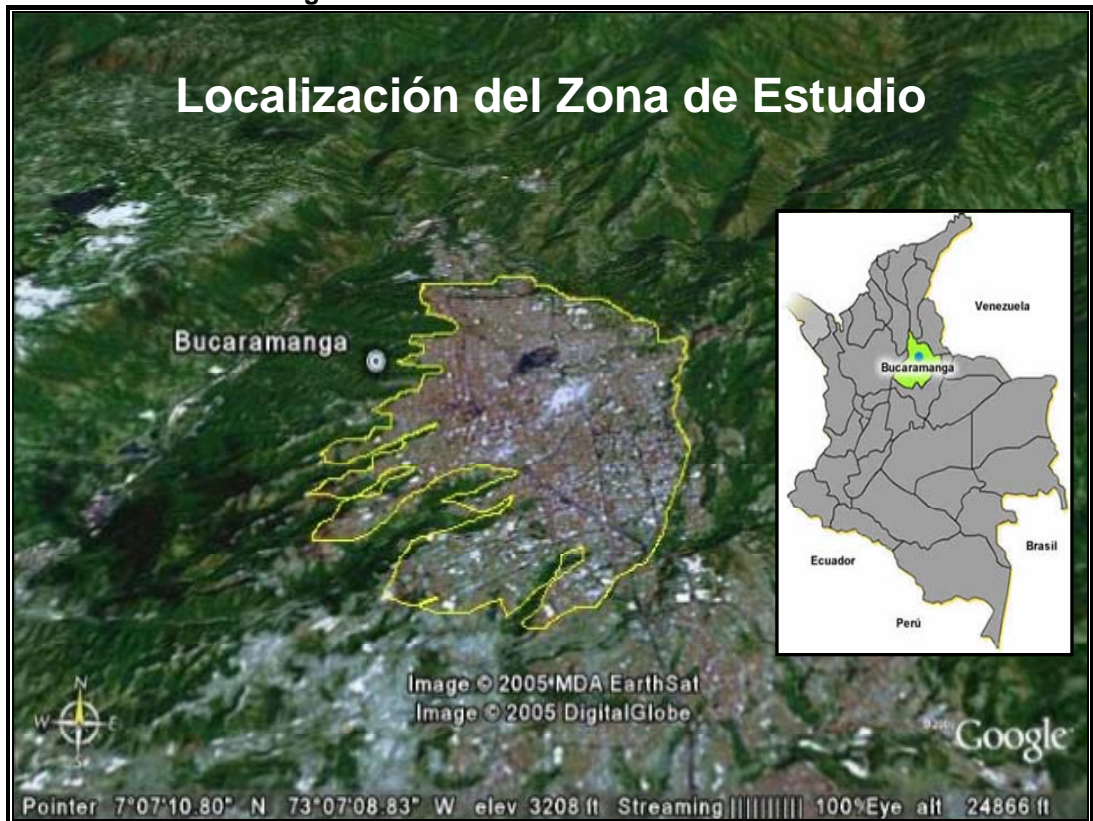 Localización del Zona de Estudio
Bucaramanga
Venezuela
Bucaramanga
Brasil
Ecuador
Perú
N
W E
S
Image © 2005 MDA EarthSat
Image © 2005 DigitalGlobe
Google
Pointer 7°07'10.80" N 73°07'08.83" W elev 3208 ft Streaming |||||||||| 100% Eye alt 24866 ft